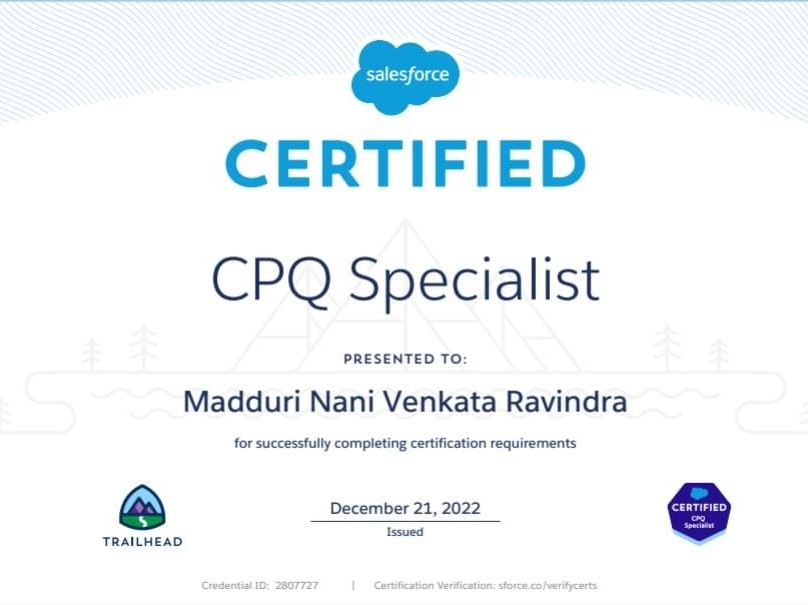 salesforce
CERTIFIED
CPQ Specialist
PRESENTED TO:
Madduri Nani Venkata Ravindra
for successfully completing certification requirements
TRAILHEAD
December 21, 2022
Issued
CERTIFIED
CPQ
Specialist
Credential ID: 2807727 | Certification Verification: sforce.co/verifycerts